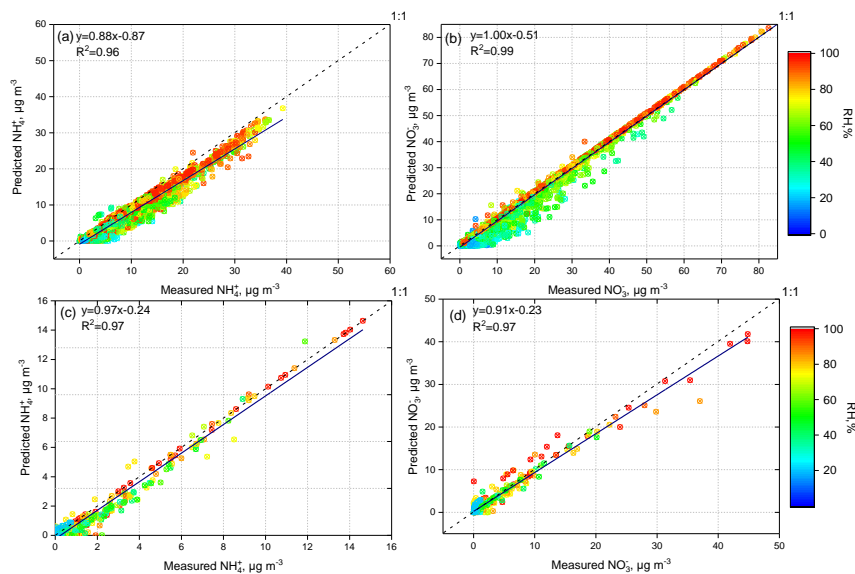 (a) y=0.88x-0.87
R²=0.96
1:1
Predicted NH₄⁺, µg m⁻³
60
50
40
30
20
10
0
0 10 20 30 40 50 60
Measured NH₄⁺, µg m⁻³
(b) y=1.00x-0.51
R²=0.99
1:1
Predicted NO₃⁻, µg m⁻³
80
70
60
50
40
30
20
10
0
0 10 20 30 40 50 60 70 80
Measured NO₃⁻, µg m⁻³
100
80
60
40
20
0
RH,%
(c) y=0.97x-0.24
R²=0.97
1:1
Predicted NH₄⁺, µg m⁻³
16
14
12
10
8
6
4
2
0
0 2 4 6 8 10 12 14 16
Measured NH₄⁺, µg m⁻³
(d) y=0.91x-0.23
R²=0.97
1:1
Predicted NO₃⁻, µg m⁻³
50
40
30
20
10
0
0 10 20 30 40 50
Measured NO₃⁻, µg m⁻³
100
80
60
40
20
RH,%